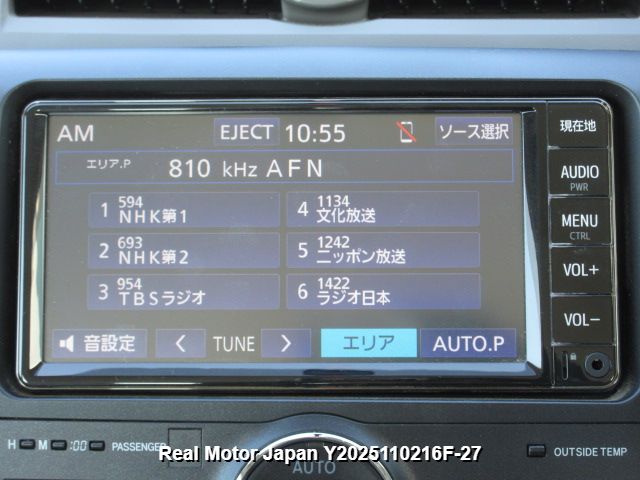 AM EJECT 10:55 ソース選択
エリア.P 810 kHz AFN
1 594 NHK第1
2 693 NHK第2
3 954 TBSラジオ
4 1134 文化放送
5 1242 ニッポン放送
6 1422 ラジオ日本
音設定 < TUNE > エリア AUTO.P
現在地
AUDIO
PWR
MENU
CTRL
VOL+
VOL-
H M :00 PASSENGER
OUTSIDE TEMP
AUTO
Real Motor Japan Y2025110216F-27